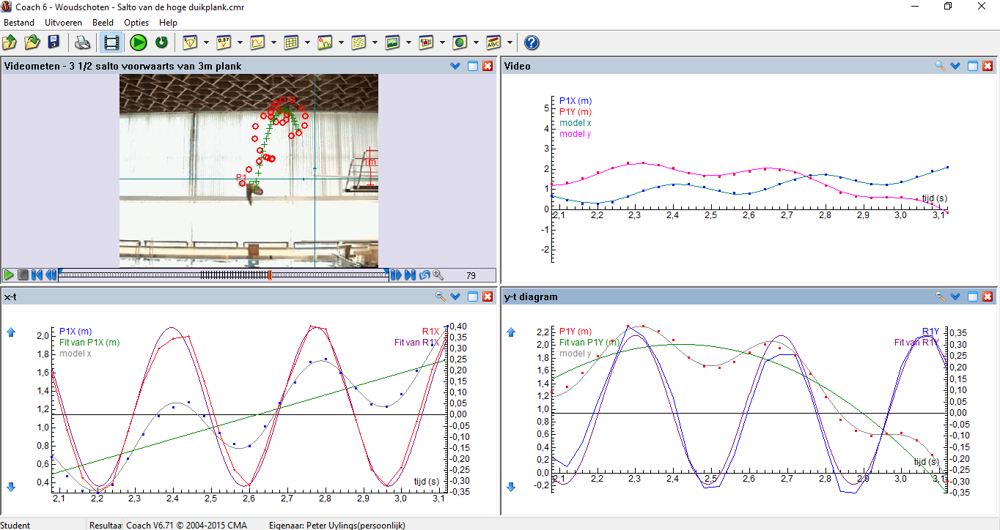 Coach 6 - Woudschoten - Salto van de hoge duikplank.cmr
Bestand Uitvoeren Beeld Opties Help
0.37
ABC
Videometen - 3 1/2 salto voorwaarts van 3m plank
P1
1m
79
Video
P1X (m)
P1Y (m)
model x
model y
5
4
3
2
1
0
-1
-2
tijd (s)
2,1 2,2 2,3 2,4 2,5 2,6 2,7 2,8 2,9 3,0 3,1
x-t
P1X (m)
Fit van P1X (m)
model x
R1X
Fit van R1X
2,0
1,8
1,6
1,4
1,2
1,0
0,8
0,6
0,4
0,40
0,35
0,30
0,25
0,20
0,15
0,10
0,05
0,00
-0,05
-0,10
-0,15
-0,20
-0,25
-0,30
-0,35
tijd (s)
2,1 2,2 2,3 2,4 2,5 2,6 2,7 2,8 2,9 3,0 3,1
y-t diagram
P1Y (m)
Fit van P1Y (m)
model y
R1Y
Fit van R1Y
2,2
2,0
1,8
1,6
1,4
1,2
1,0
0,8
0,6
0,4
0,2
0,0
-0,2
0,35
0,30
0,25
0,20
0,15
0,10
0,05
0,00
-0,05
-0,10
-0,15
-0,20
-0,25
-0,30
-0,35
tijd (s)
2,1 2,2 2,3 2,4 2,5 2,6 2,7 2,8 2,9 3,0 3,1
Student Resultaa Coach V6.71 © 2004-2015 CMA Eigenaar: Peter Uylings(persoonlijk)